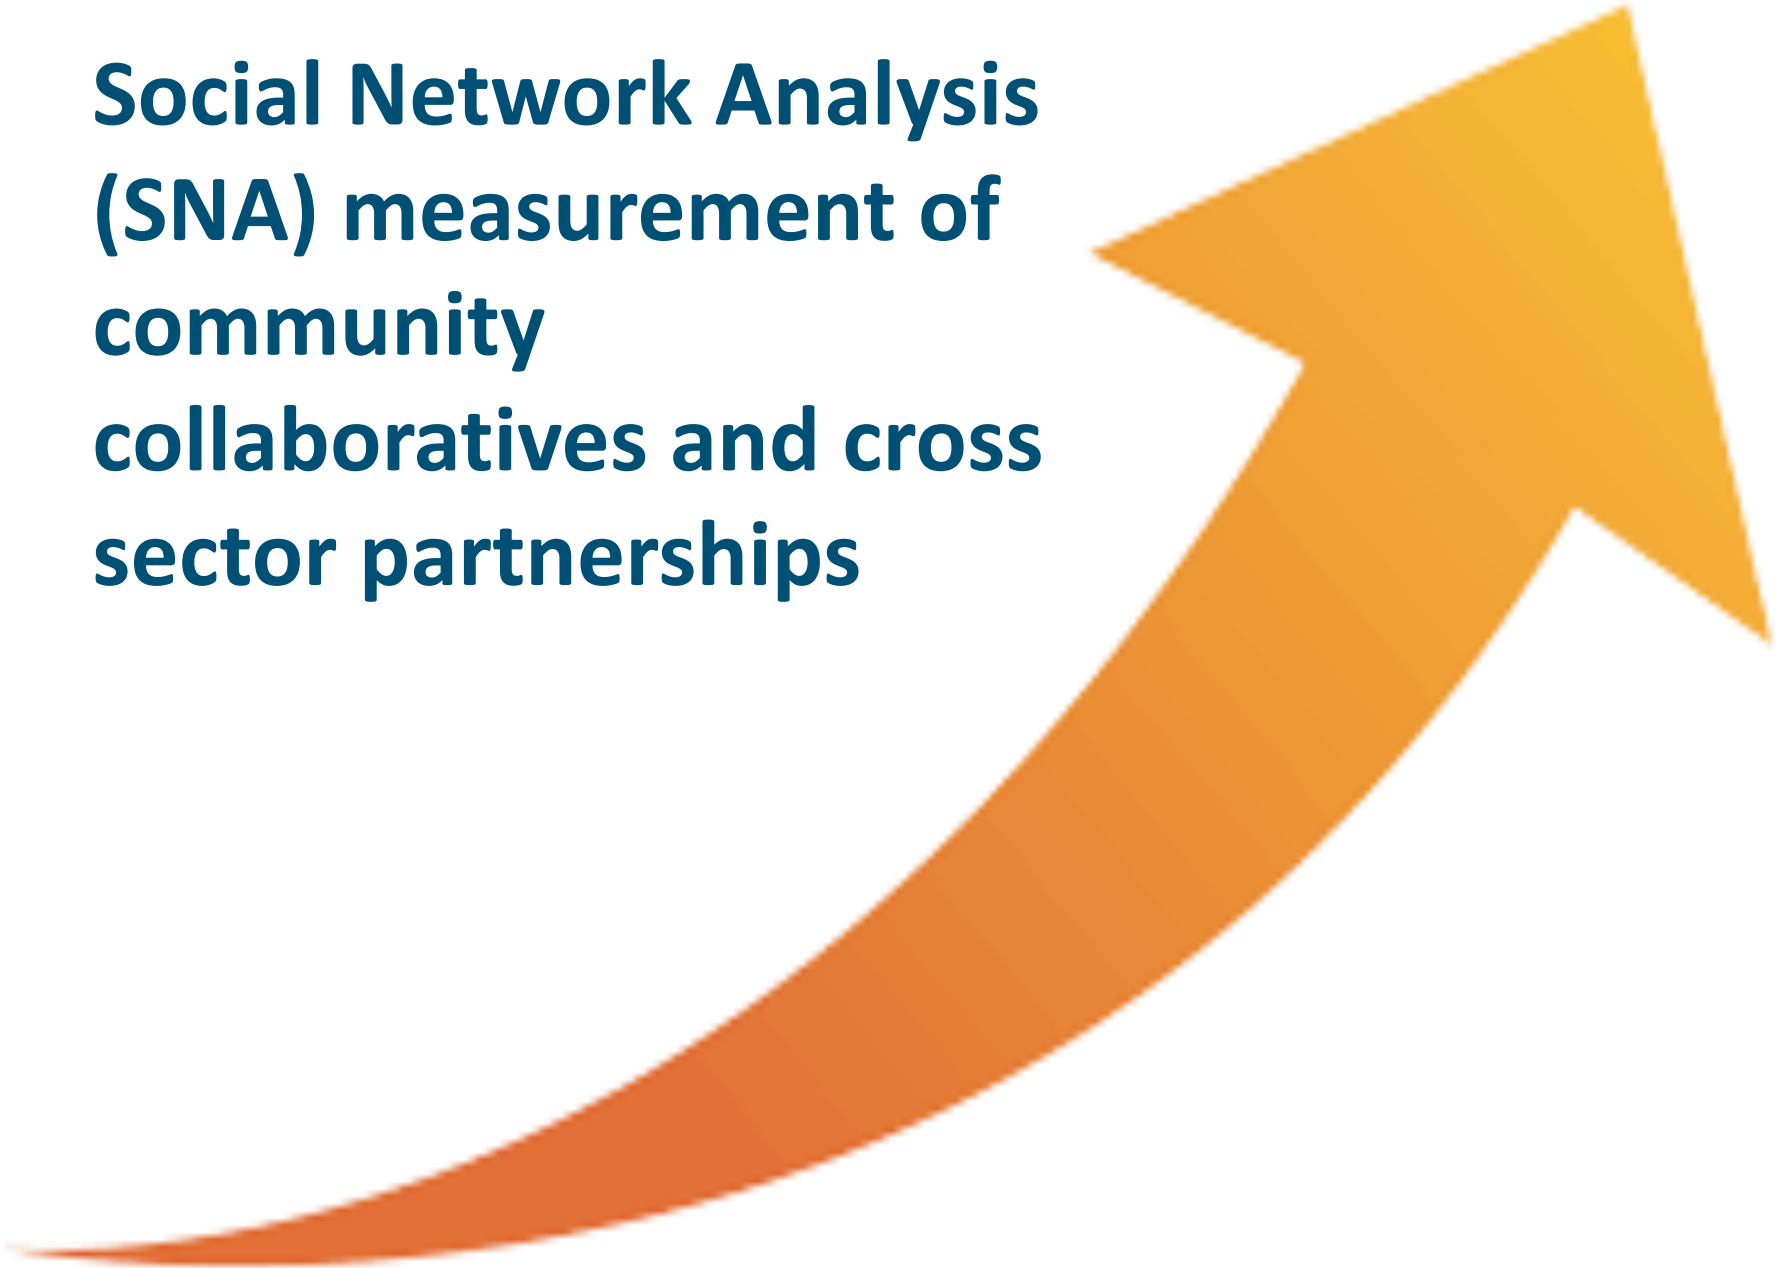 Social Network Analysis
(SNA) measurement of
community
collaboratives and cross
sector partnerships